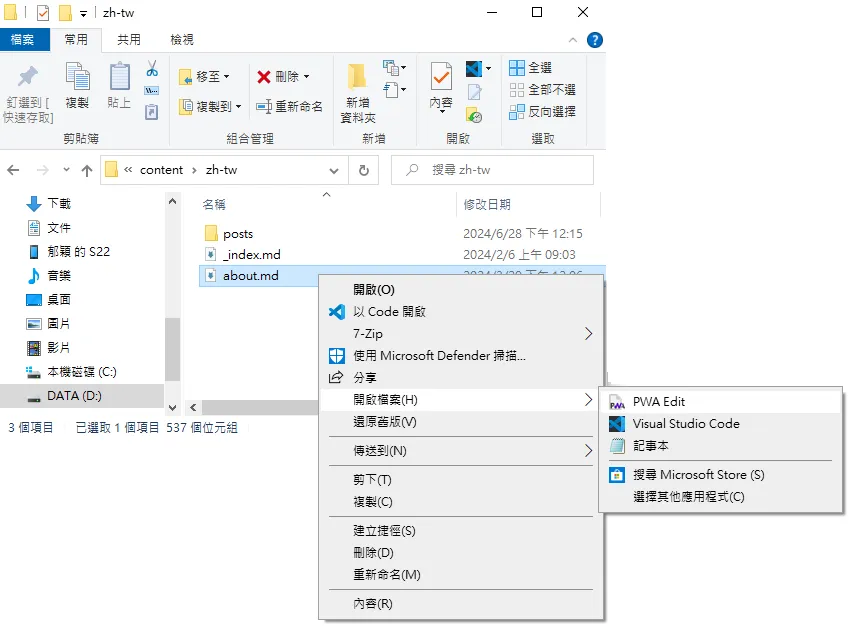 zh-tw
檔案
常用
共用
檢視
釘選到 [
快速存取]
複製
貼上
剪貼簿
移至
複製到
刪除
重新命名
組合管理
新增
資料夾
新增
內容
開啟
全選
全部不選
反向選擇
選取
« content › zh-tw
搜尋 zh-tw
下載
文件
郁穎 的 S22
音樂
桌面
圖片
影片
本機磁碟 (C:)
DATA (D:)
名稱 修改日期
posts 2024/6/28 下午 12:15
_index.md 2024/2/6 上午 09:03
about.md
3 個項目 已選取 1 個項目 537 個位元組
開啟(O)
以 Code 開啟
7-Zip
使用 Microsoft Defender 掃描...
分享
開啟檔案(H)
還原舊版(V)
傳送到(N)
剪下(T)
複製(C)
建立捷徑(S)
刪除(D)
重新命名(M)
內容(R)
PWA Edit
Visual Studio Code
記事本
搜尋 Microsoft Store (S)
選擇其他應用程式(C)